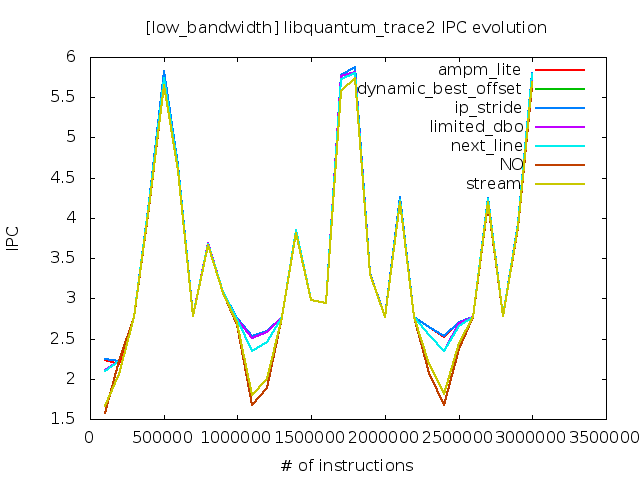 [low_bandwidth] libquantum_trace2 IPC evolution
6
5.5
5
4.5
4
3.5
3
2.5
2
1.5
IPC
ampm_lite
dynamic_best_offset
ip_stride
limited_dbo
next_line
NO
stream
0 500000 1000000 1500000 2000000 2500000 3000000 3500000
# of instructions